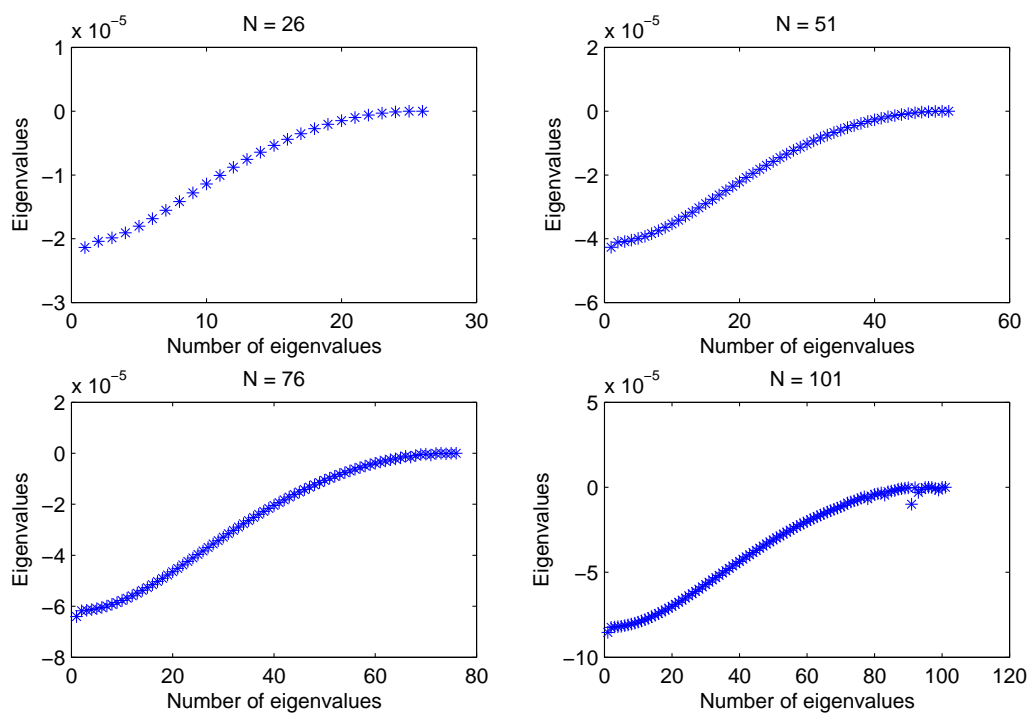 x 10−5
N = 26
1
0
−1
−2
−3
Eigenvalues
0 10 20 30
Number of eigenvalues
x 10−5
N = 51
2
0
−2
−4
−6
Eigenvalues
0 20 40 60
Number of eigenvalues
x 10−5
N = 76
2
0
−2
−4
−6
−8
Eigenvalues
0 20 40 60 80
Number of eigenvalues
x 10−5
N = 101
5
0
−5
−10
Eigenvalues
0 20 40 60 80 100 120
Number of eigenvalues